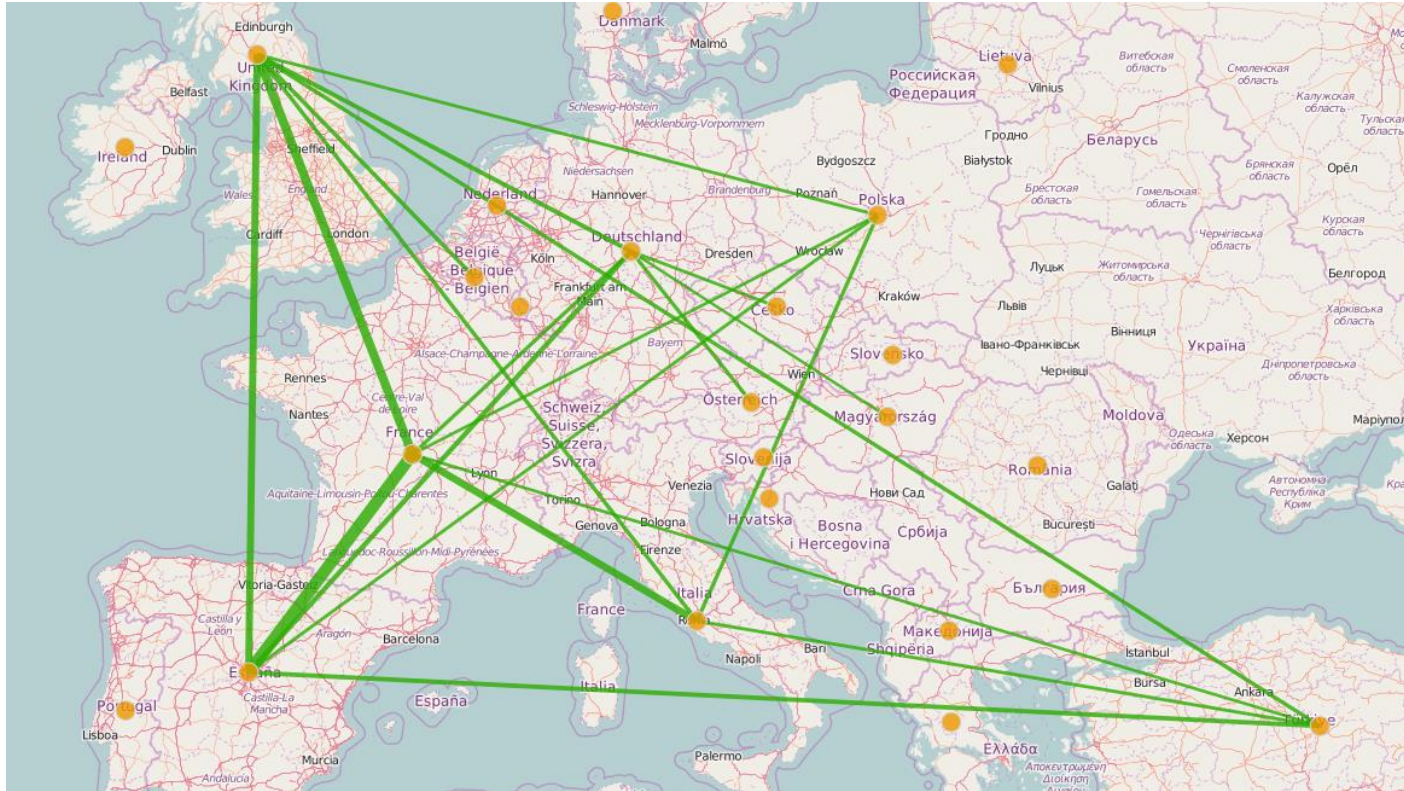 Edinburgh
Danmark
Malmö
United
Kingdom
Belfast
Lietuva
Vilnius
Российская
Федерация
Витебская
область
Смоленская
область
Калужская
область
Тульская
Schleswig-Holstein
Mecklenburg-Vorpommern
Гродно
Беларусь
Ireland
Dublin
Sheffield
Bydgoszcz
Białystok
Брянская
область
Орёл
Niedersachsen
Wales
England
Nederland
Hannover
Brandenburg
Poznań
Polska
Брестская
область
Гомельская
область
Курская
область
Cardiff
London
Deutschland
Dresden
Wrocław
Чернігівська
область
België
- Belgique
- Belgien
Köln
Frankfurt am
Main
Луцьк
Житомирська
область
Белгород
Česko
Kraków
Львів
Вінниця
Харківська
область
Alsace-Champagne-Ardenne-Lorraine
Bayern
Slovensko
Івано-Франківськ
Україна
Чернівці
Дніпропетровська
область
Rennes
Wien
Nantes
Centre-Val
de Loire
Schweiz,
Suisse,
Svizzera,
Svizra
Österreich
Magyarország
Moldova
France
Одеська
область
Херсон
Маріуполь
Lyon
Slovenija
România
Aquitaine-Limousin-Poitou-Charentes
Torino
Venezia
Нови Сад
Galați
Автономна
Республіка
Крим
Genova
Bologna
Hrvatska
Bosna
i Hercegovina
Србија
București
Languedoc-Roussillon-Midi-Pyrénées
Firenze
Vitoria-Gasteiz
Italia
Crna Gora
България
France
Castilla y
León
Aragón
Barcelona
Roma
Македонија
Shqipëria
Napoli
Bari
İstanbul
España
Castilla-La
Mancha
España
Italia
Bursa
Ankara
Portugal
Lisboa
Türkiye
Murcia
Palermo
Ελλάδα
Andalucía
Αποκεντρωμένη
Διοίκηση